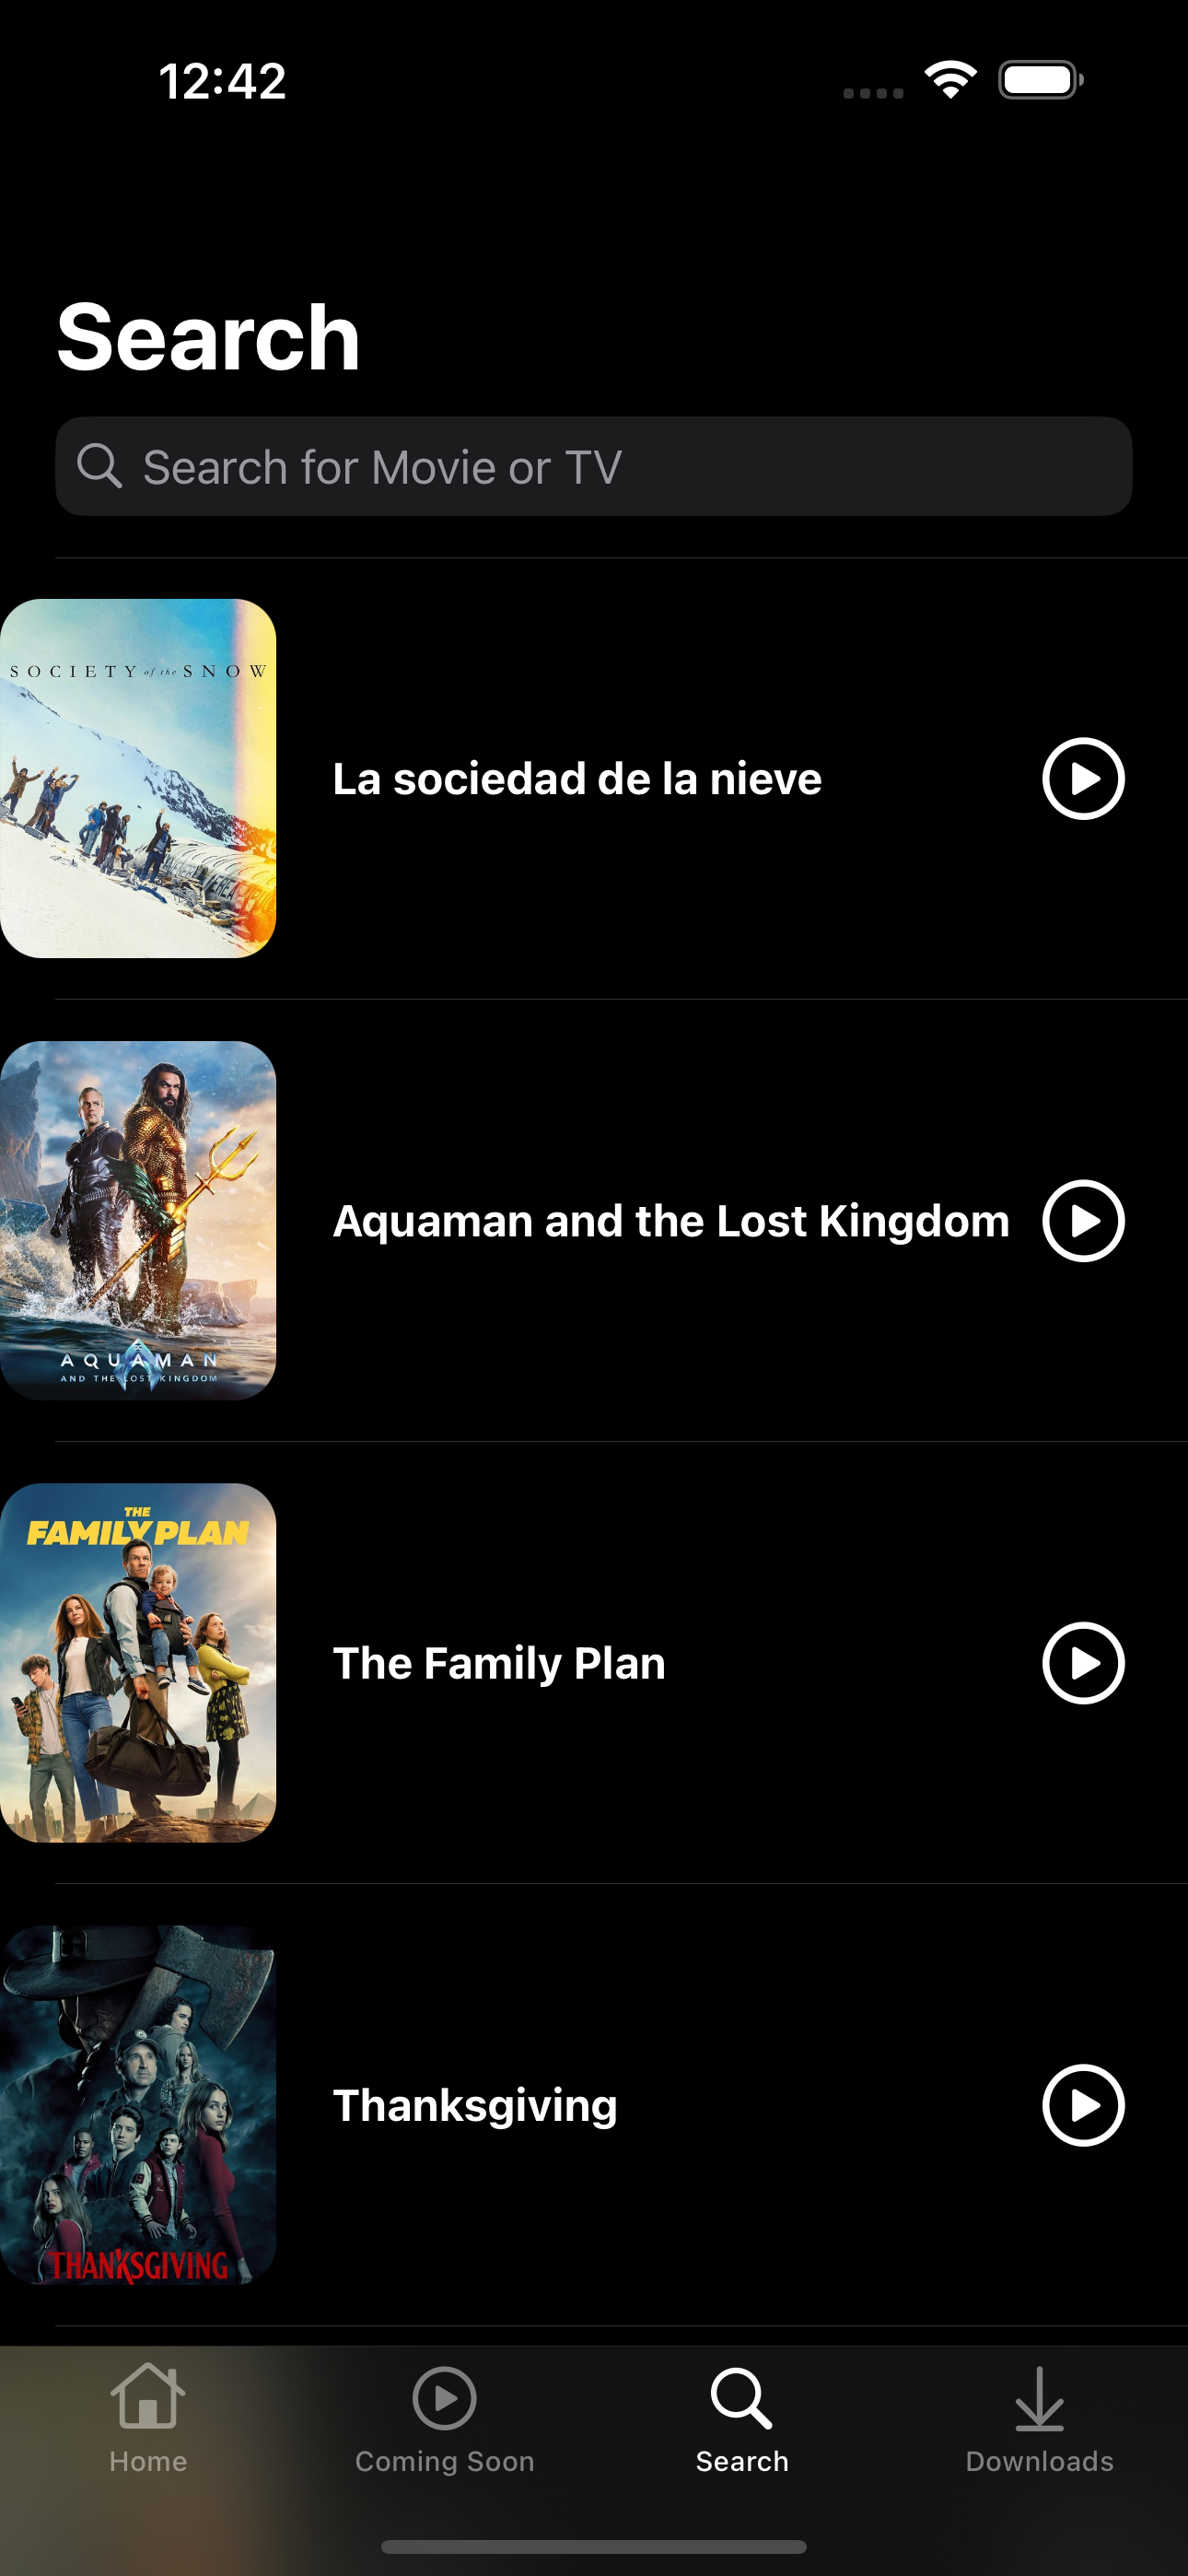 12:42
Search
Search for Movie or TV
SOCIETY of the SNOW
La sociedad de la nieve
Aquaman and the Lost Kingdom
AQUAMAN
AND THE LOST KINGDOM
THE
FAMILY PLAN
The Family Plan
Thanksgiving
THANKSGIVING
Home
Coming Soon
Search
Downloads